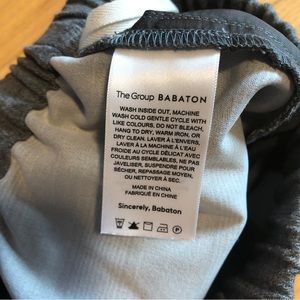 The Group BABATON
WASH INSIDE OUT, MACHINE
WASH COLD GENTLE CYCLE WITH
LIKE COLOURS, DO NOT BLEACH,
HANG TO DRY, WARM IRON, OR
DRY CLEAN. LAVER À L'ENVERS,
LAVER À LA MACHINE À L'EAU
FROIDE AU CYCLE DÉLICAT AVEC
COULEURS SEMBLABLES, NE PAS
JAVELISER, SUSPENDRE POUR
SÉCHER, REPASSAGE MOYEN,
OU NETTOYER À SEC.
MADE IN CHINA
FABRIQUÉ EN CHINE
Sincerely, Babaton